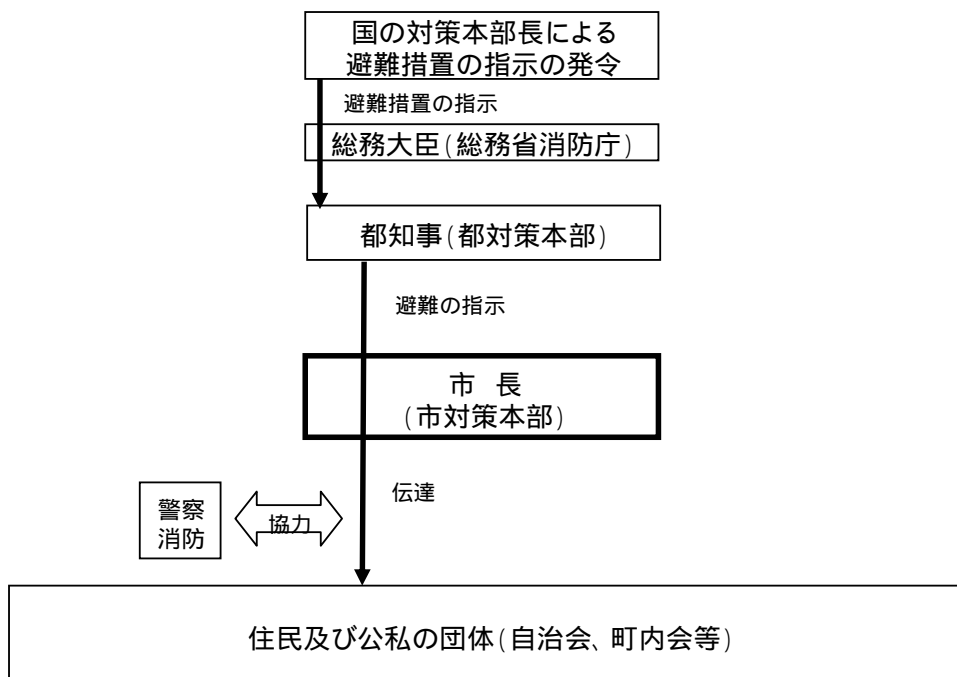 国の対策本部長による
避難措置の指示の発令
避難措置の指示
総務大臣(総務省消防庁)
都知事(都対策本部)
避難の指示
市 長
(市対策本部)
伝達
警察
消防
協力
住民及び公私の団体(自治会、町内会等)